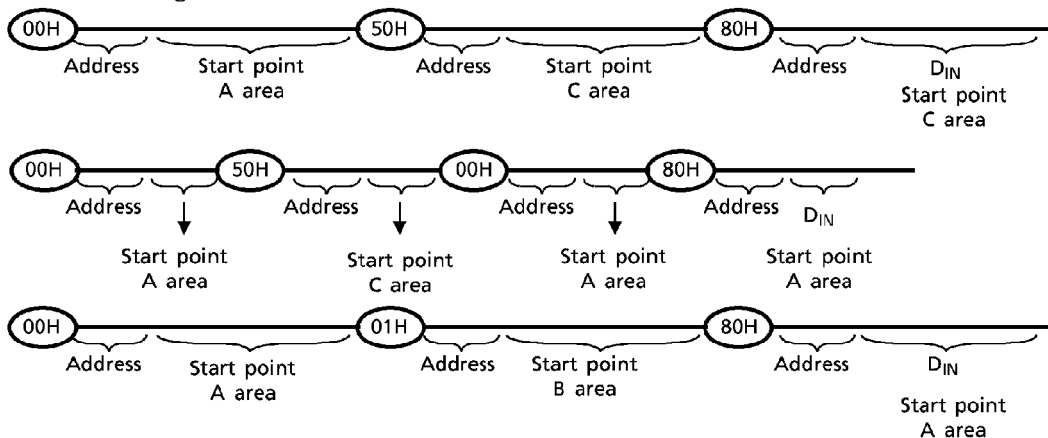 00H 50H 80H
Address Start point Address Start point Address DIN
A area C area Start point
C area
00H 50H 00H 80H
Address Address Address Address DIN
Start point Start point Start point Start point
A area C area A area A area
00H 01H 80H
Address Start point Address Start point Address DIN
A area B area
Start point
A area